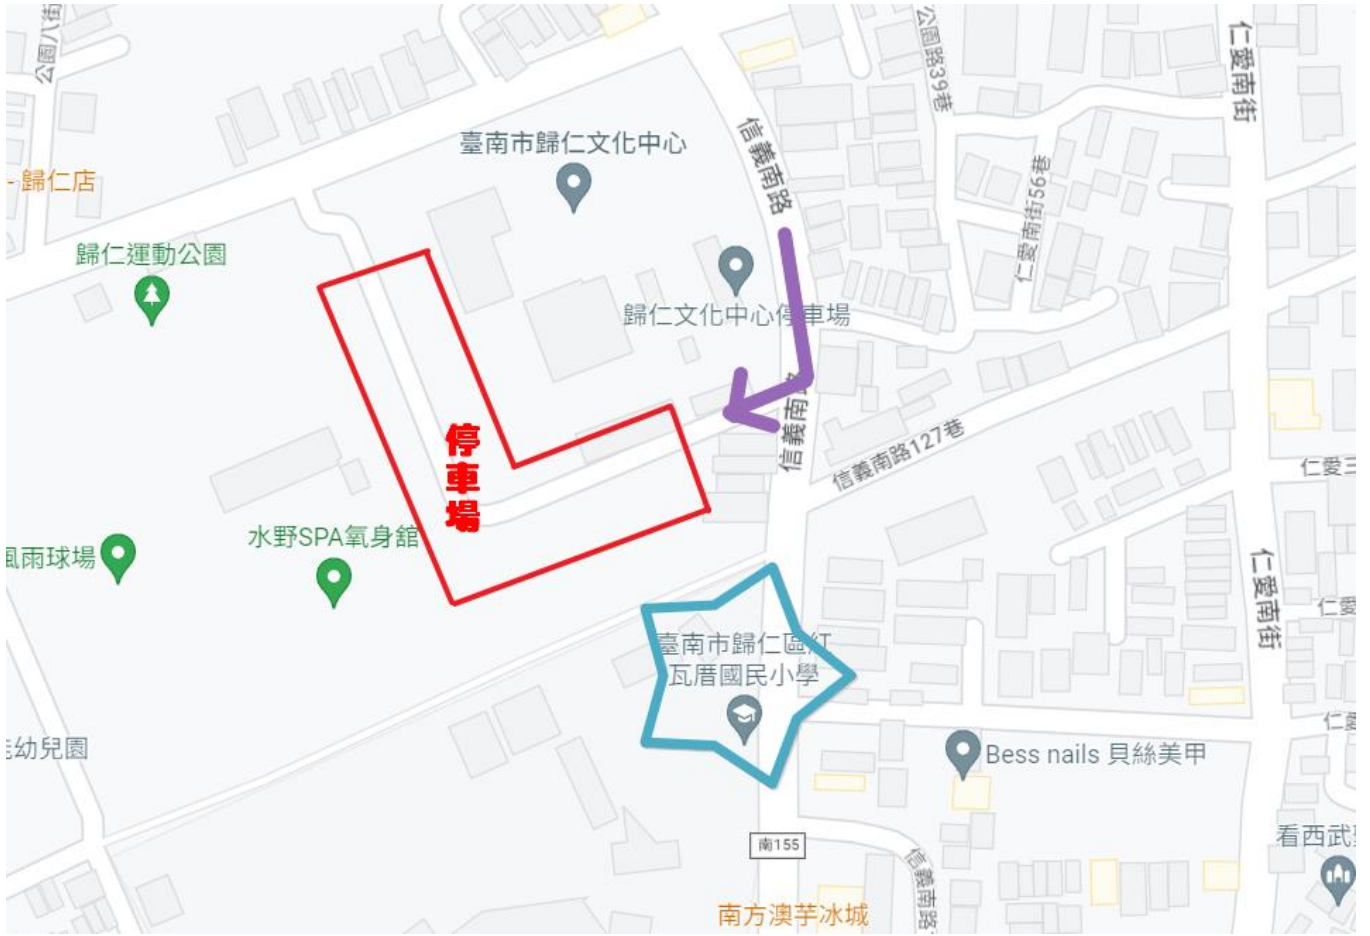 公園八街
公園路39巷
仁愛南街
臺南市歸仁文化中心
信義南路
- 歸仁店
仁愛南街56巷
歸仁運動公園
歸仁文化中心停車場
停車場
信義南路
信義南路127巷
仁愛三
水野SPA氧身舘
風雨球場
仁愛南街
臺南市歸仁區紅
瓦厝國民小學
幼兒園
Bess nails 貝絲美甲
南155
信義南路
看西武
南方澳芋冰城